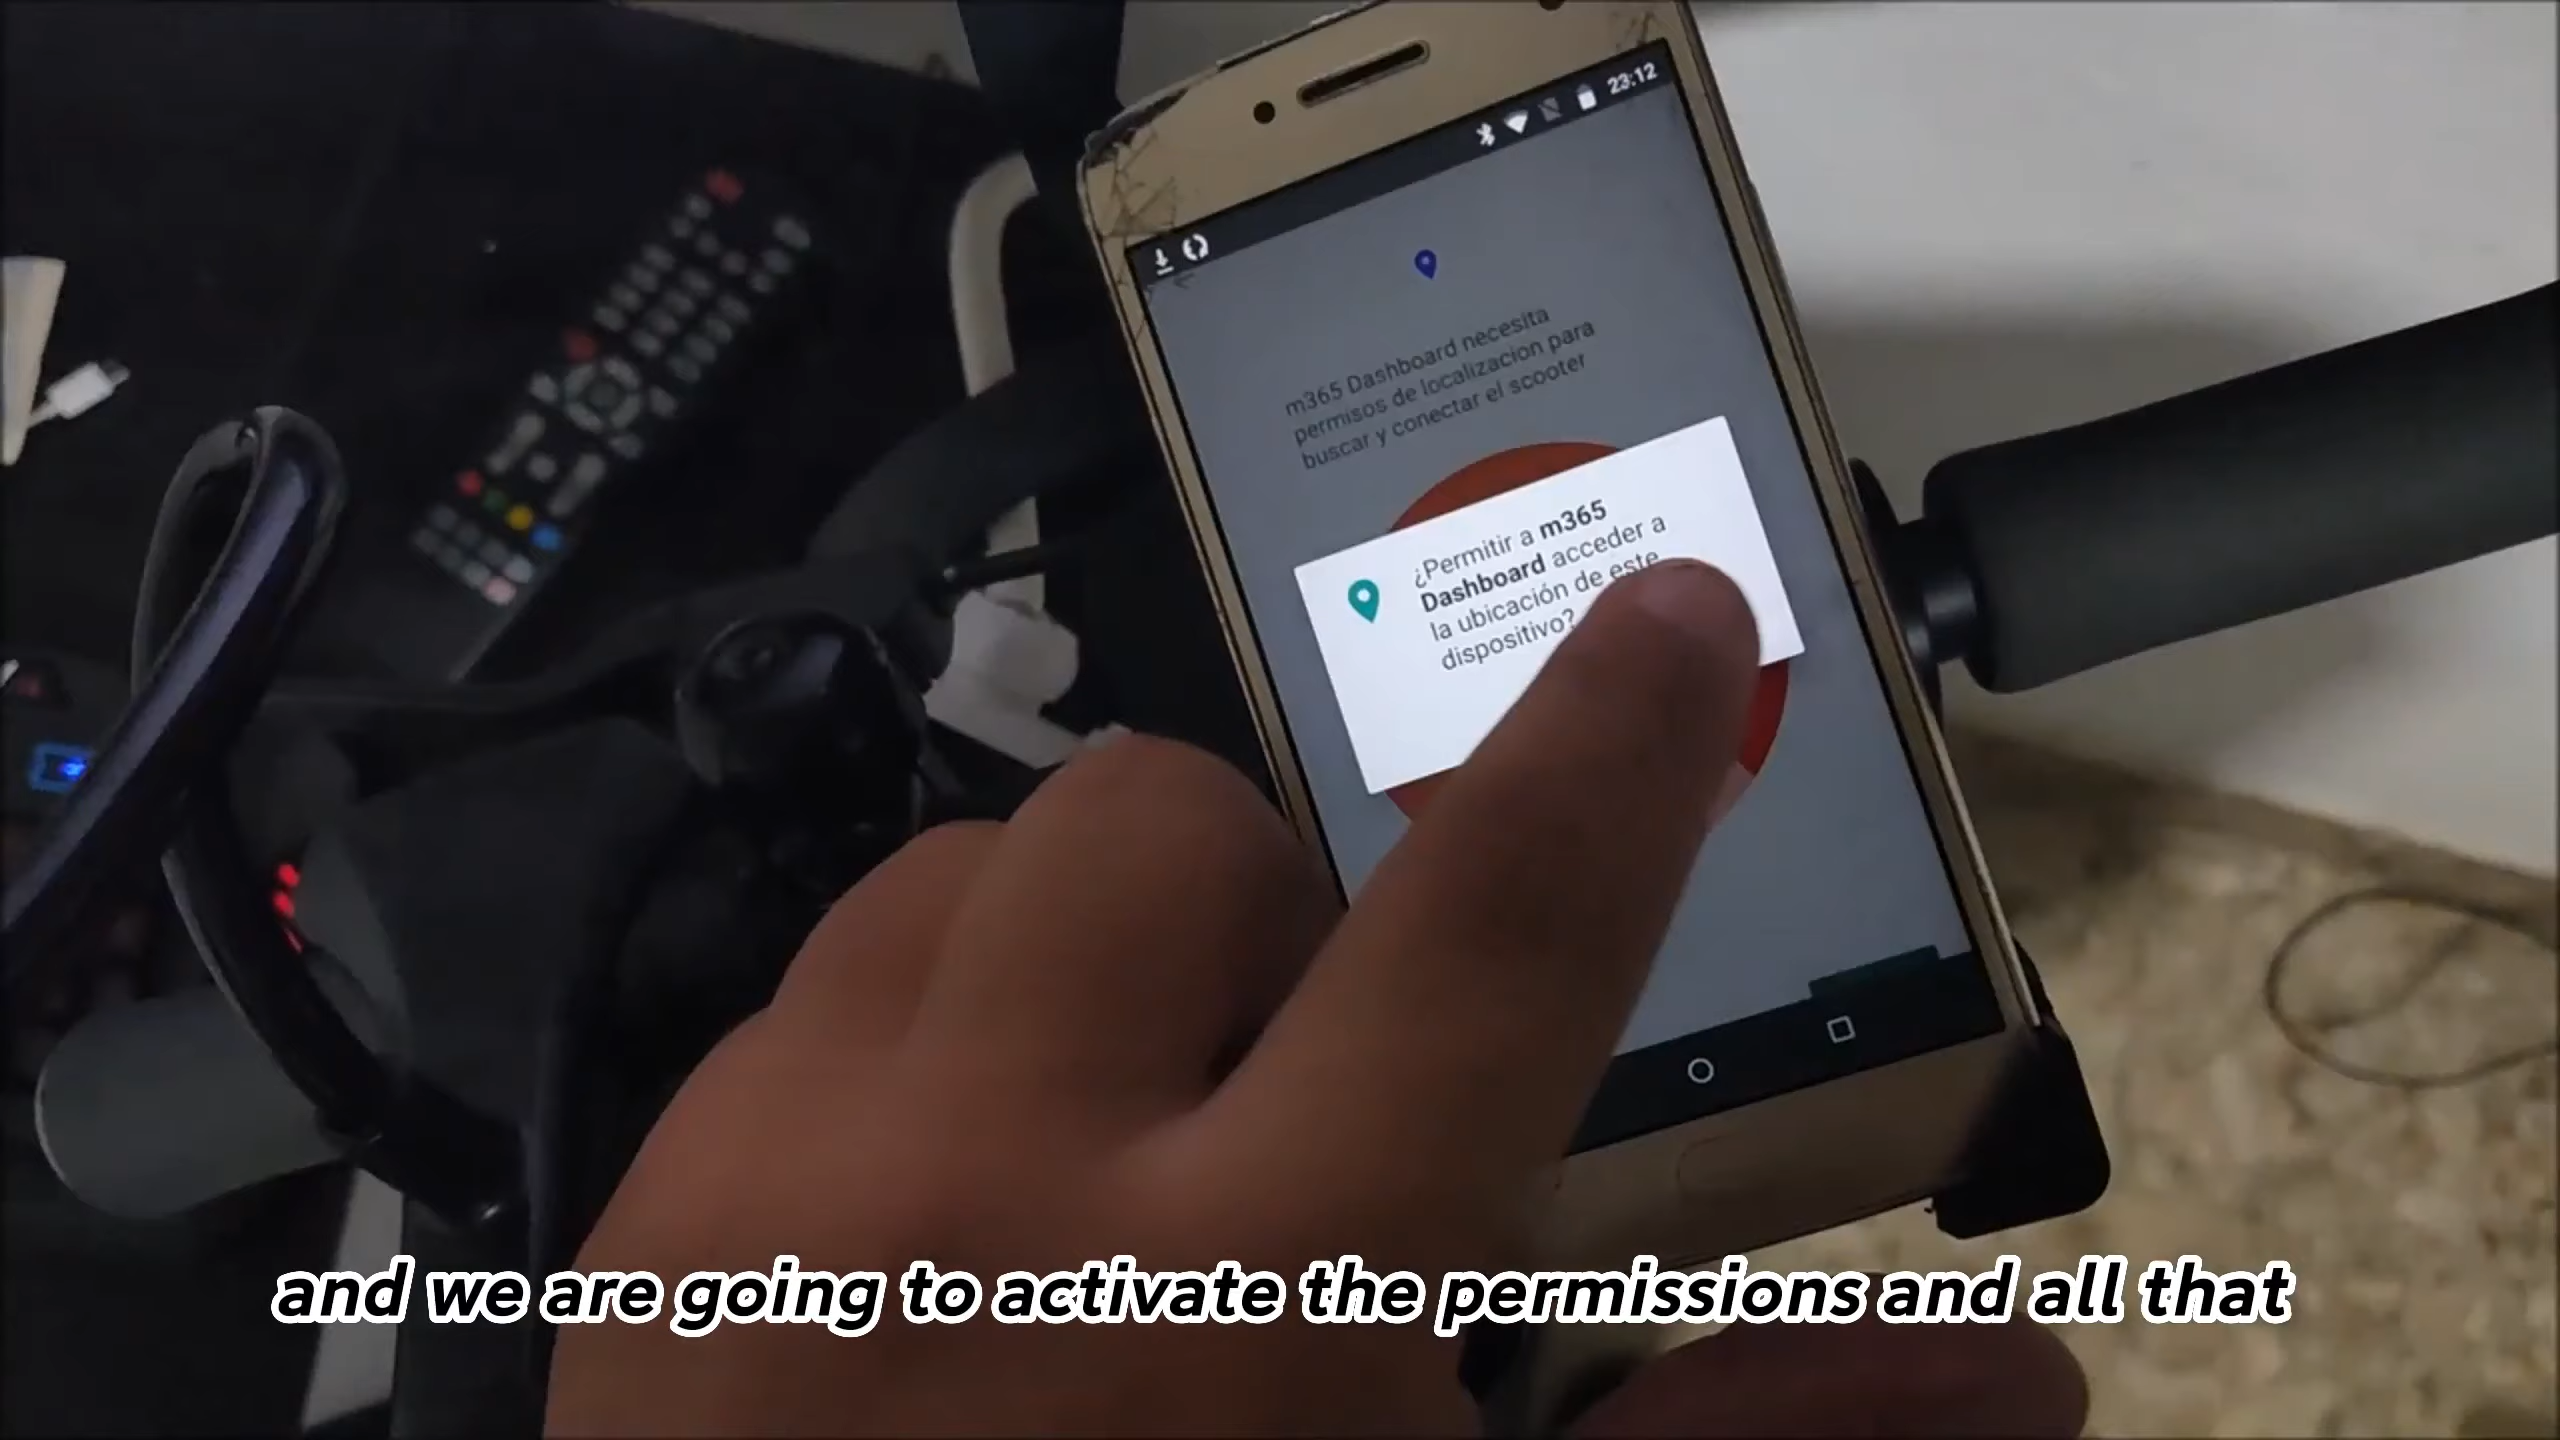 23:12
m365 Dashboard necesita
permisos de localizacion para
buscar y conectar el scooter
¿Permitir a m365
Dashboard acceder a
la ubicación de este
dispositivo?
and we are going to activate the permissions and all that